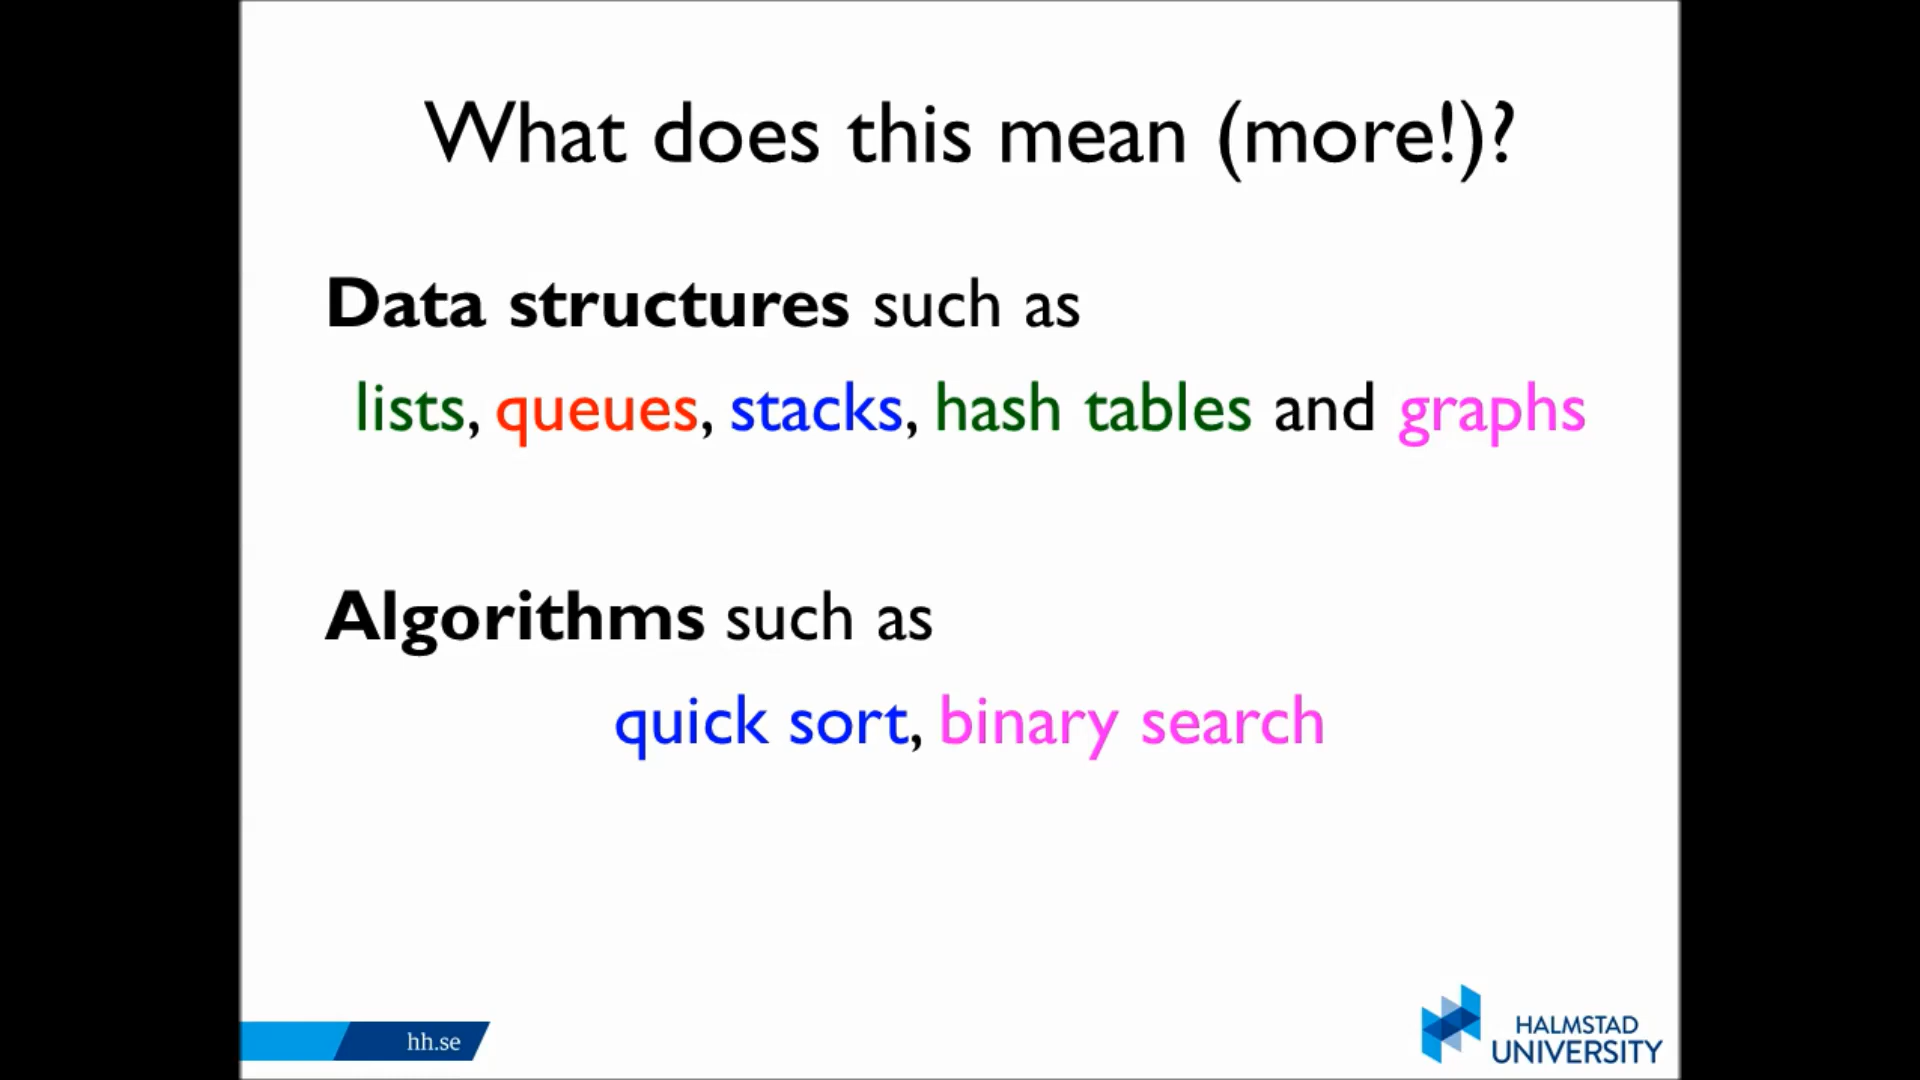 What does this mean (more!)?
Data structures such as
lists, queues, stacks, hash tables and graphs
Algorithms such as
quick sort, binary search
hh.se
HALMSTAD
UNIVERSITY